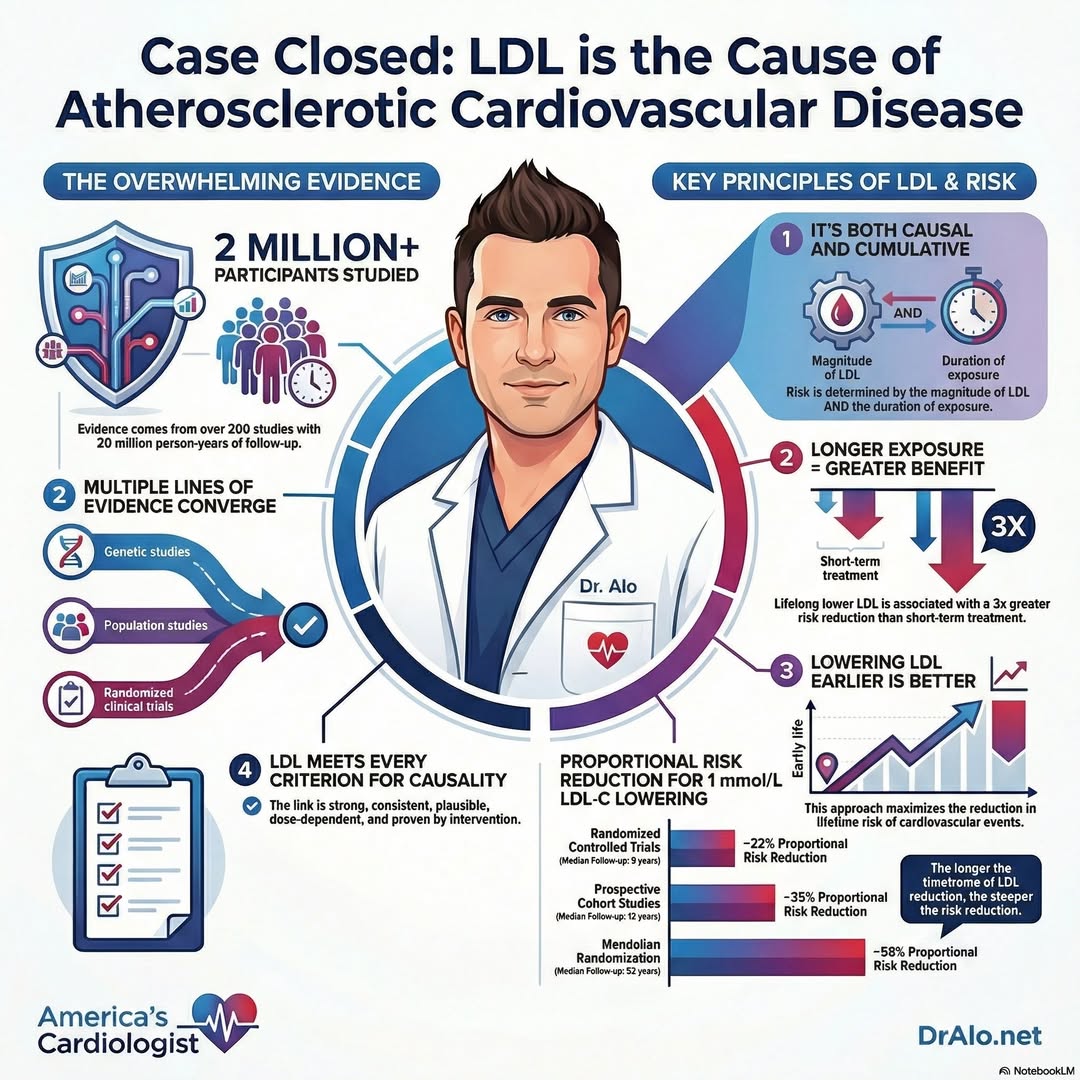 Case Closed: LDL is the Cause of
Atherosclerotic Cardiovascular Disease
THE OVERWHELMING EVIDENCE
2 MILLION+
PARTICIPANTS STUDIED
Evidence comes from over 200 studies with
20 million person-years of follow-up.
2
MULTIPLE LINES OF
EVIDENCE CONVERGE
Genetic studies
Population studies
Randomized
clinical trials
4
LDL MEETS EVERY
CRITERION FOR CAUSALITY
The link is strong, consistent, plausible,
dose-dependent, and proven by intervention.
Dr. Alo
KEY PRINCIPLES OF LDL & RISK
1
IT'S BOTH CAUSAL
AND CUMULATIVE
AND
Magnitude
of LDL
Duration of
exposure
Risk is determined by the magnitude of LDL
AND the duration of exposure.
2
LONGER EXPOSURE
= GREATER BENEFIT
3X
Short-term
treatment
Lifelong lower LDL is associated with a 3x greater
risk reduction than short-term treatment.
3
LOWERING LDL
EARLIER IS BETTER
Eartly life
This approach maximizes the reduction in
lifetime risk of cardiovascular events.
PROPORTIONAL RISK
REDUCTION FOR 1 mmol/L
LDL-C LOWERING
Randomized
Controlled Trials
(Median Follow-up: 9 years)
~22% Proportional
Risk Reduction
Prospective
Cohort Studies
(Median Follow-up: 12 years)
~35% Proportional
Risk Reduction
Mendolian
Randomization
(Median Follow-up: 52 years)
~58% Proportional
Risk Reduction
The longer the
timetrome of LDL
reduction, the steeper
the risk reduction.
America's
Cardiologist
DrAlo.net
NotebookLM